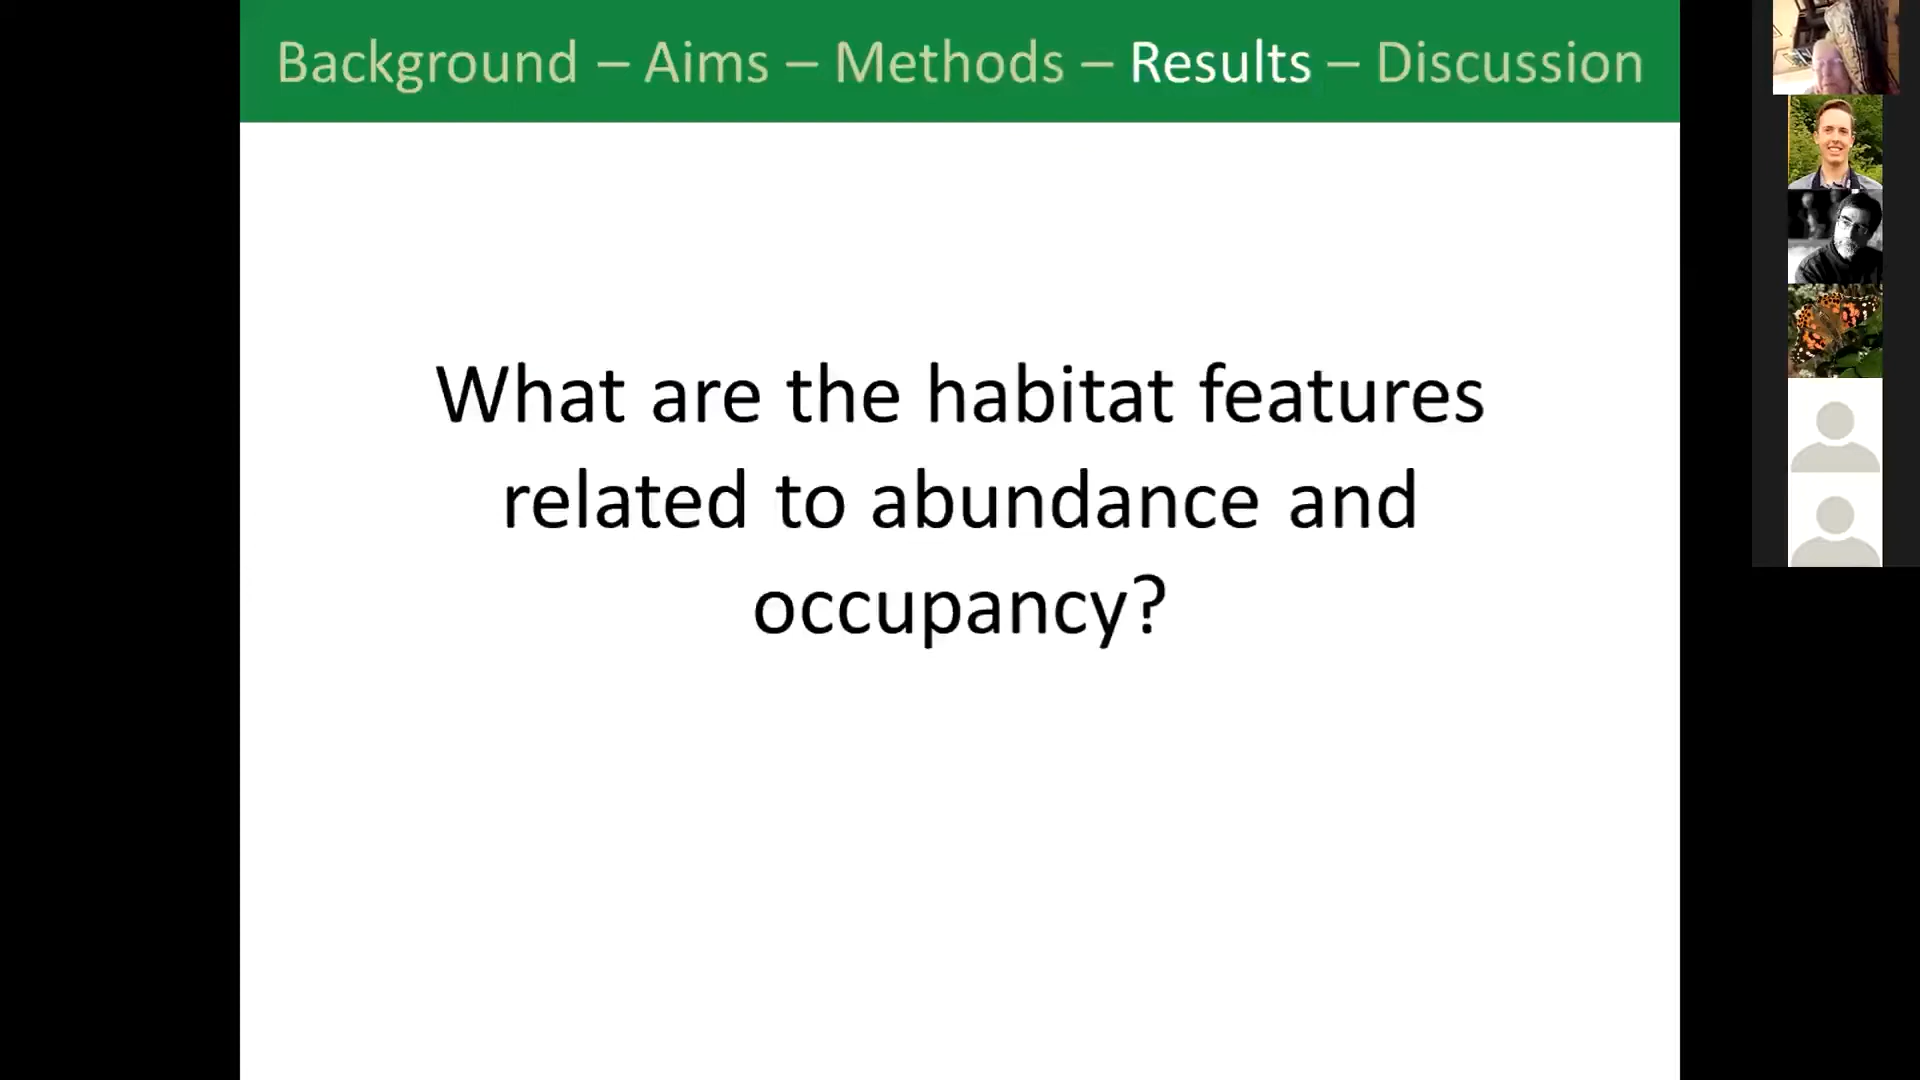 Background – Aims – Methods – Results – Discussion
What are the habitat features
related to abundance and
occupancy?